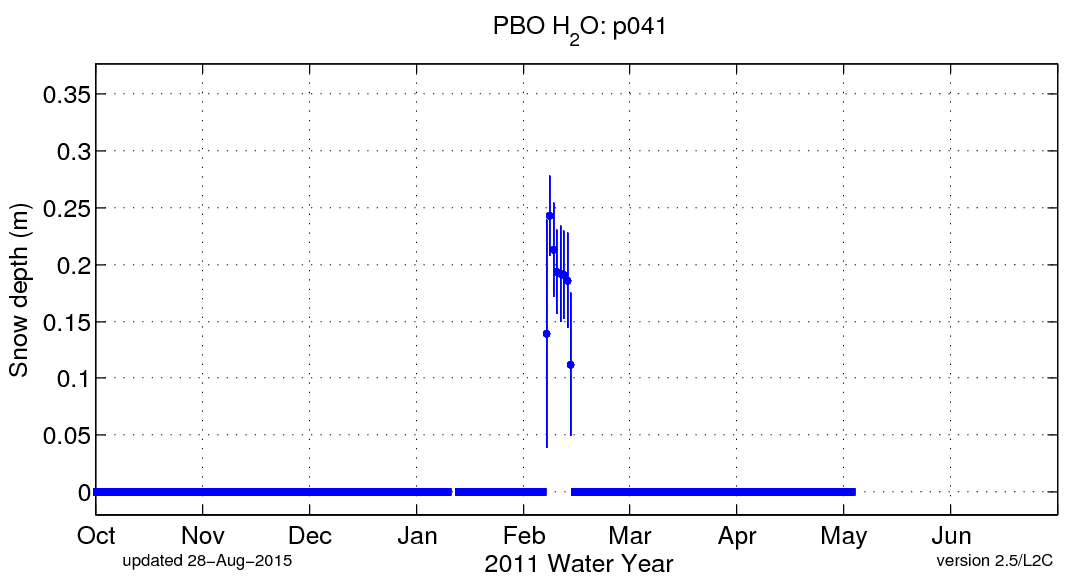 PBO H₂O: p041
0.35
0.3
0.25
0.2
0.15
0.1
0.05
0
Snow depth (m)
Oct Nov Dec Jan Feb Mar Apr May Jun
updated 28−Aug−2015 2011 Water Year version 2.5/L2C